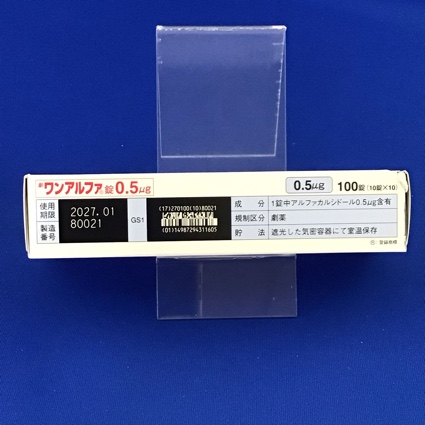 劇 ワンアルファ®錠0.5μg
0.5μg 100錠(10錠×10)
使用期限 2027.01
製造番号 80021
GS1
(17)270100(10)80021
(01)14987294311605
成分 1錠中アルファカルシドール0.5μg含有
規制区分 劇薬
貯法 遮光した気密容器にて室温保存
®:登録商標